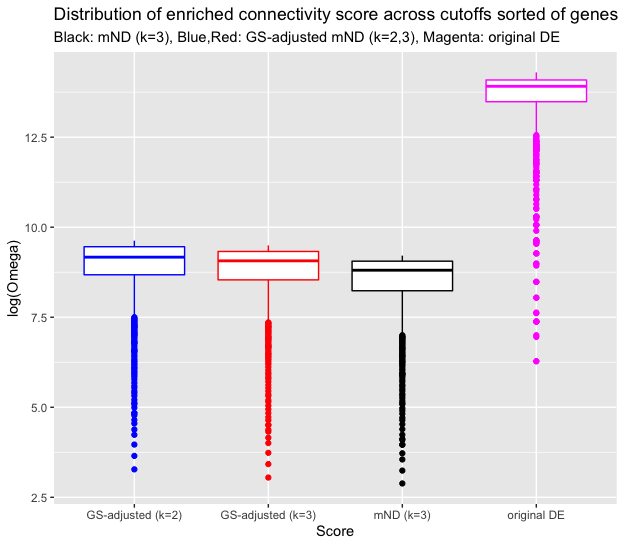 Distribution of enriched connectivity score across cutoffs sorted of genes
Black: mND (k=3), Blue,Red: GS-adjusted mND (k=2,3), Magenta: original DE
log(Omega)
12.5
10.0
7.5
5.0
2.5
GS-adjusted (k=2)
GS-adjusted (k=3)
mND (k=3)
original DE
Score